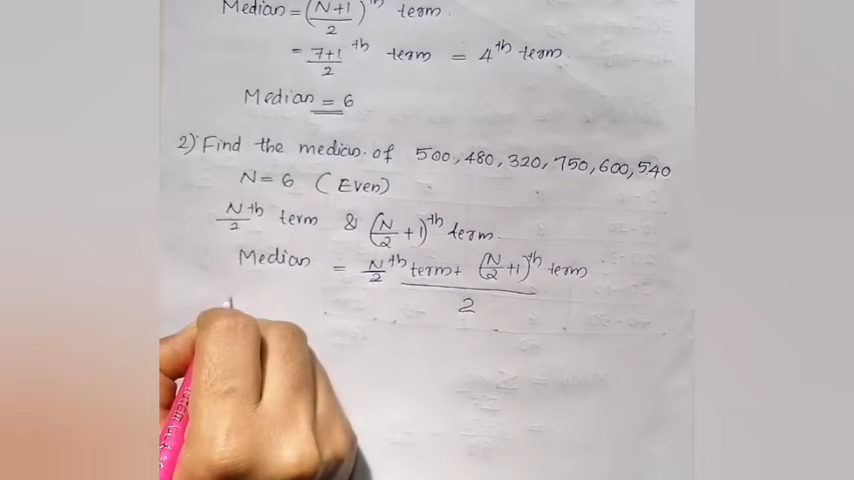 Median = (N+1/2)th term.
= 7+1/2 th term = 4th term.
Median = 6
2) Find the median of 500, 480, 320, 750, 600, 540
N = 6 (Even)
N/2 th term & (N/2 + 1)th term.
Median = N/2 th term + (N/2 + 1)th term
2